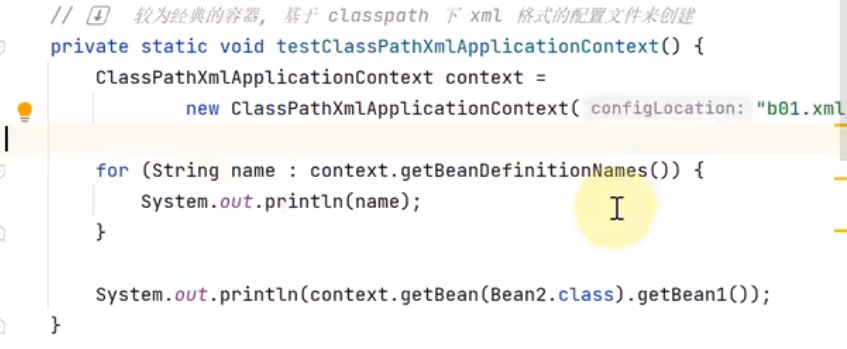 // ⬇ 较为经典的容器, 基于 classpath 下 xml 格式的配置文件来创建
private static void testClassPathXmlApplicationContext() {
ClassPathXmlApplicationContext context =
new ClassPathXmlApplicationContext( configLocation: "b01.xml
for (String name : context.getBeanDefinitionNames()) {
System.out.println(name);
}
System.out.println(context.getBean(Bean2.class).getBean1());
}